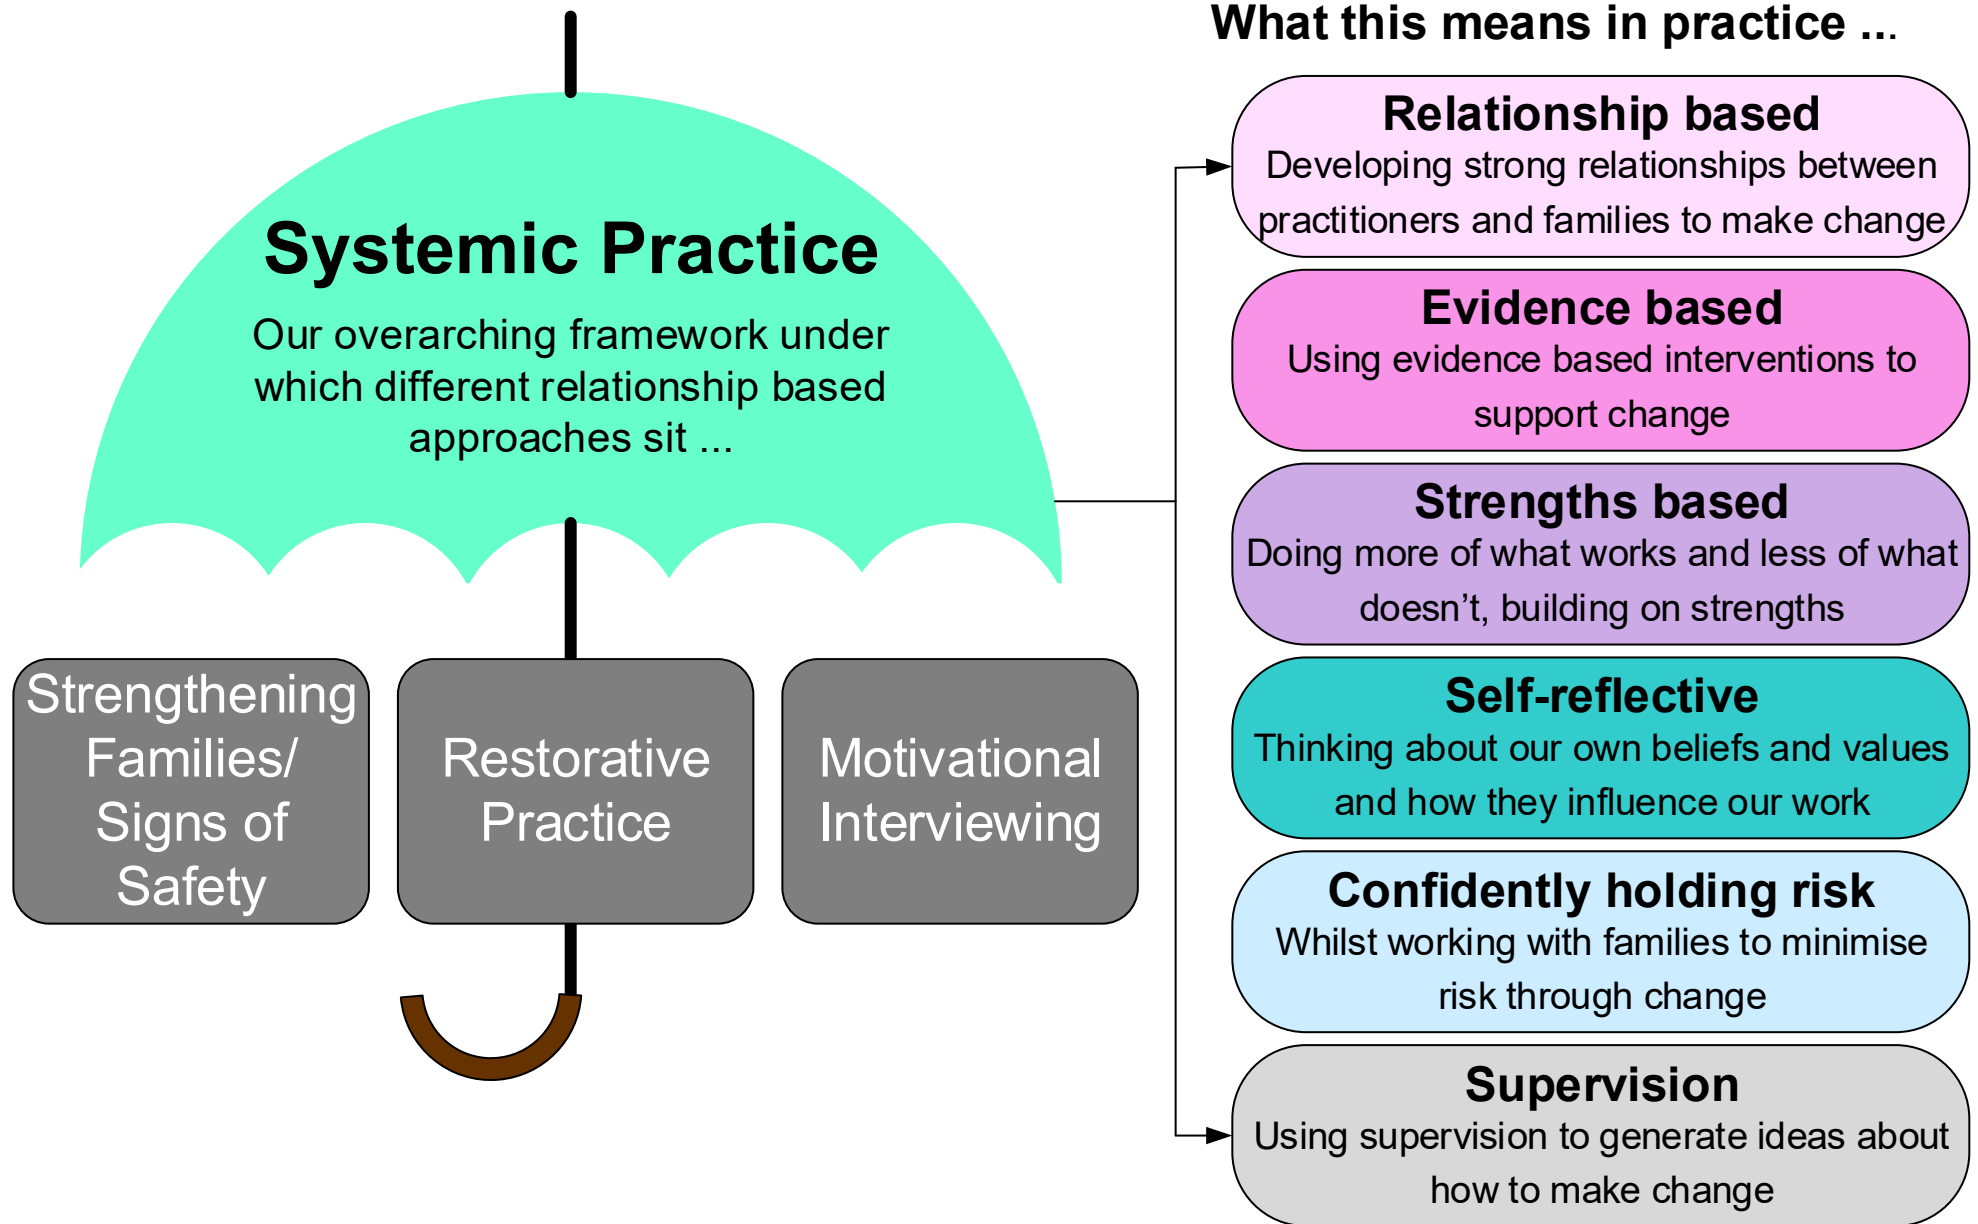 Systemic Practice
Our overarching framework under
which different relationship based
approaches sit ...
Strengthening
Families/
Signs of
Safety
Restorative
Practice
Motivational
Interviewing
What this means in practice ...
Relationship based
Developing strong relationships between
practitioners and families to make change
Evidence based
Using evidence based interventions to
support change
Strengths based
Doing more of what works and less of what
doesn’t, building on strengths
Self-reflective
Thinking about our own beliefs and values
and how they influence our work
Confidently holding risk
Whilst working with families to minimise
risk through change
Supervision
Using supervision to generate ideas about
how to make change